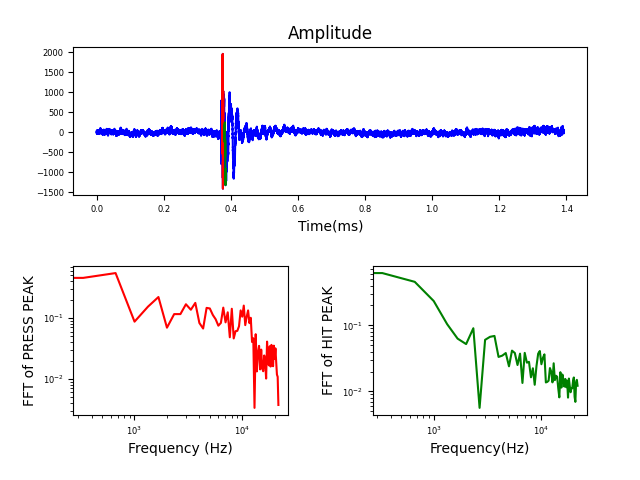 Amplitude
2000
1500
1000
500
0
−500
−1000
−1500
0.0 0.2 0.4 0.6 0.8 1.0 1.2 1.4
Time(ms)
FFT of PRESS PEAK
10⁻¹
10⁻²
10³ 10⁴
Frequency (Hz)
FFT of HIT PEAK
10⁻¹
10⁻²
10³ 10⁴
Frequency(Hz)